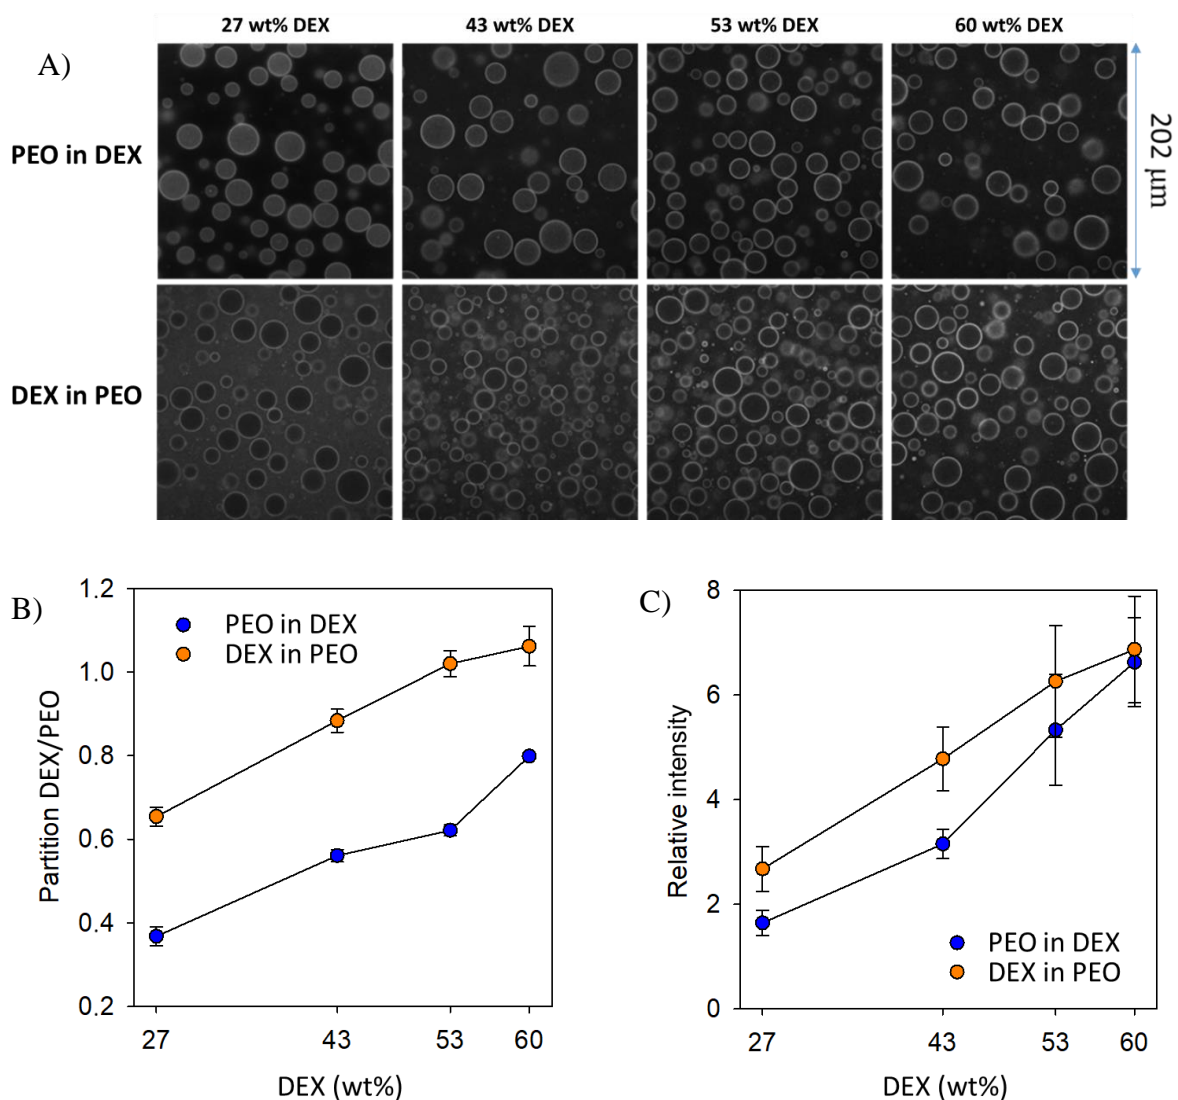 27 wt% DEX 43 wt% DEX 53 wt% DEX 60 wt% DEX
A)
PEO in DEX
202 μm
DEX in PEO
B)
1.2
1.0
0.8
0.6
0.4
0.2
Partition DEX/PEO
PEO in DEX
DEX in PEO
27 43 53 60
DEX (wt%)
C)
8
6
4
2
0
Relative intensity
PEO in DEX
DEX in PEO
27 43 53 60
DEX (wt%)